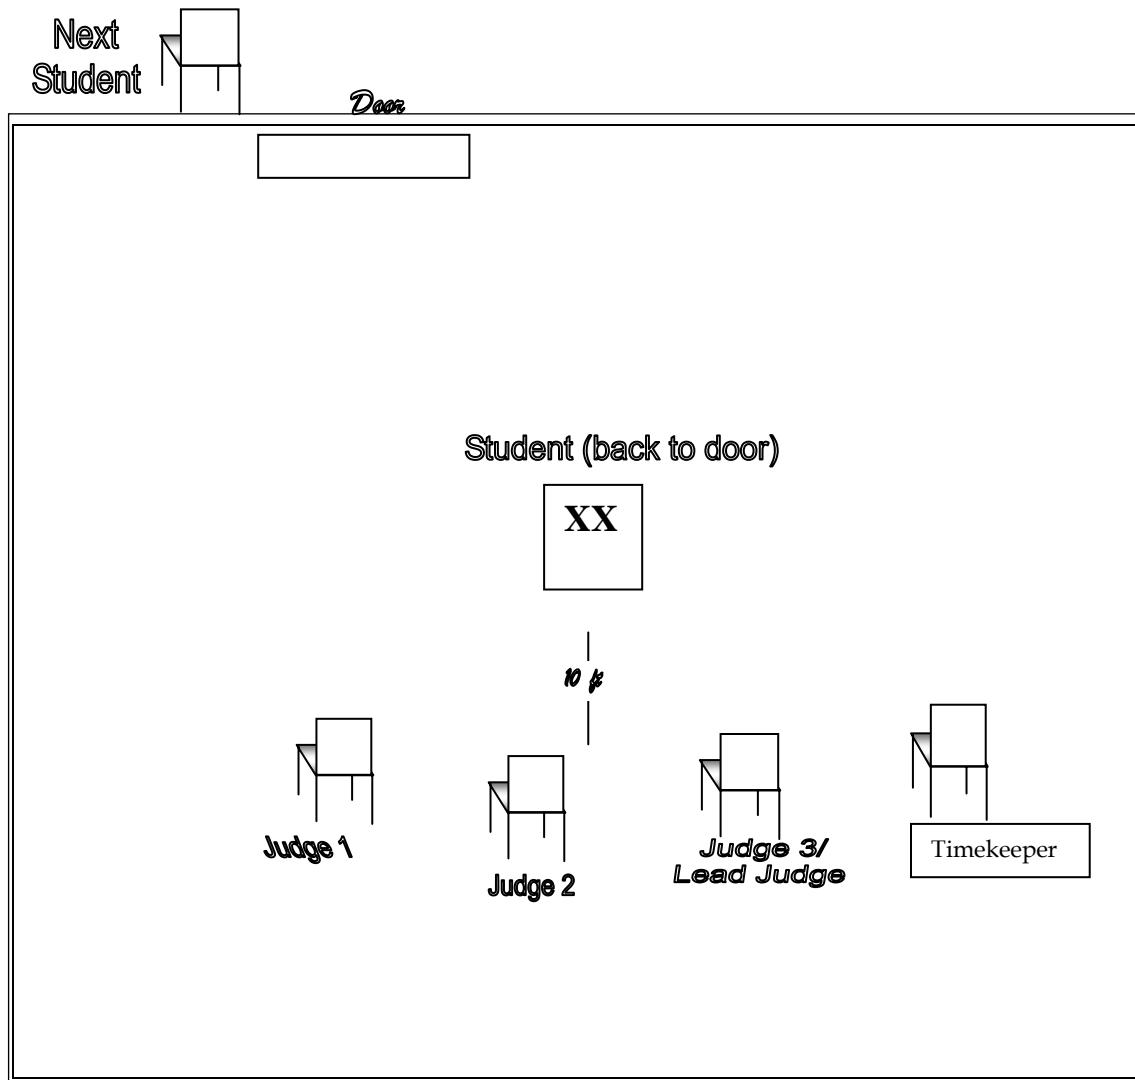 Next
Student
Door
Student (back to door)
XX
10 ft
Judge 1
Judge 2
Judge 3/
Lead Judge
Timekeeper